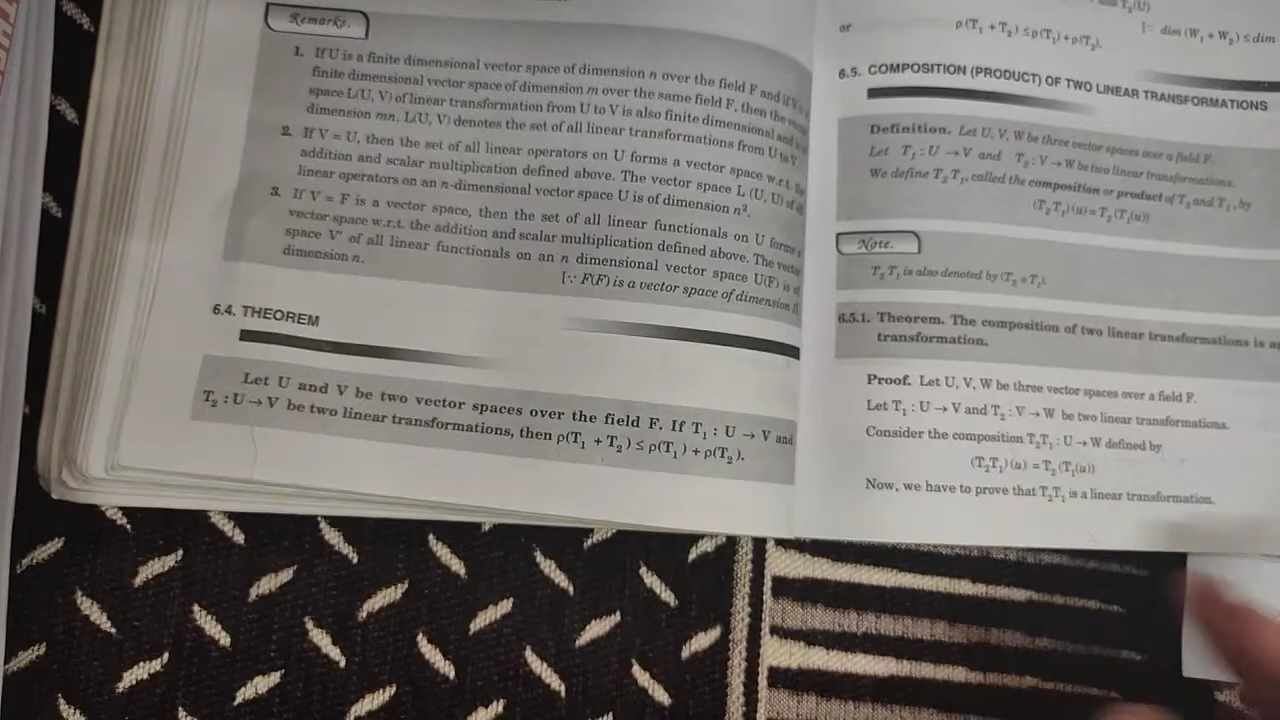 Remarks.
1. If U is a finite dimensional vector space of dimension n over the field F and if V is
finite dimensional vector space of dimension m over the same field F, then the
space L(U, V) of linear transformation from U to V is also finite dimensional and
dimension mn. L(U, V) denotes the set of all linear transformations from U to V.
2. If V = U, then the set of all linear operators on U forms a vector space w.r.t. the
addition and scalar multiplication defined above. The vector space L (U, U) of
linear operators on an n-dimensional vector space U is of dimension n².
3. If V = F is a vector space, then the set of all linear functionals on U forms
vector space w.r.t. the addition and scalar multiplication defined above. The vector
space V* of all linear functionals on an n dimensional vector space U(F) is of
dimension n.
[∵ F(F) is a vector space of dimension
6.4. THEOREM
Let U and V be two vector spaces over the field F. If T₁ : U → V and
T₂ : U → V be two linear transformations, then ρ(T₁ + T₂) ≤ ρ(T₁) + ρ(T₂).
T₂(U)
or ρ(T₁ + T₂) ≤ ρ(T₁)+ρ(T₂). [∵ dim (W₁ + W₂) ≤ dim
6.5. COMPOSITION (PRODUCT) OF TWO LINEAR TRANSFORMATIONS
Definition. Let U, V, W be three vector spaces over a field F.
Let T₁ : U → V and T₂ : V → W be two linear transformations.
We define T₂ T₁, called the composition or product of T₂ and T₁, by
(T₂T₁)(u) = T₂ (T₁(u))
Note.
T₂ T₁ is also denoted by (T₂ ∘ T₁).
6.5.1. Theorem. The composition of two linear transformations is a
transformation.
Proof. Let U, V, W be three vector spaces over a field F.
Let T₁ : U → V and T₂ : V → W be two linear transformations.
Consider the composition T₂T₁ : U → W defined by
(T₂T₁) (u) = T₂ (T₁(u))
Now, we have to prove that T₂T₁ is a linear transformation.